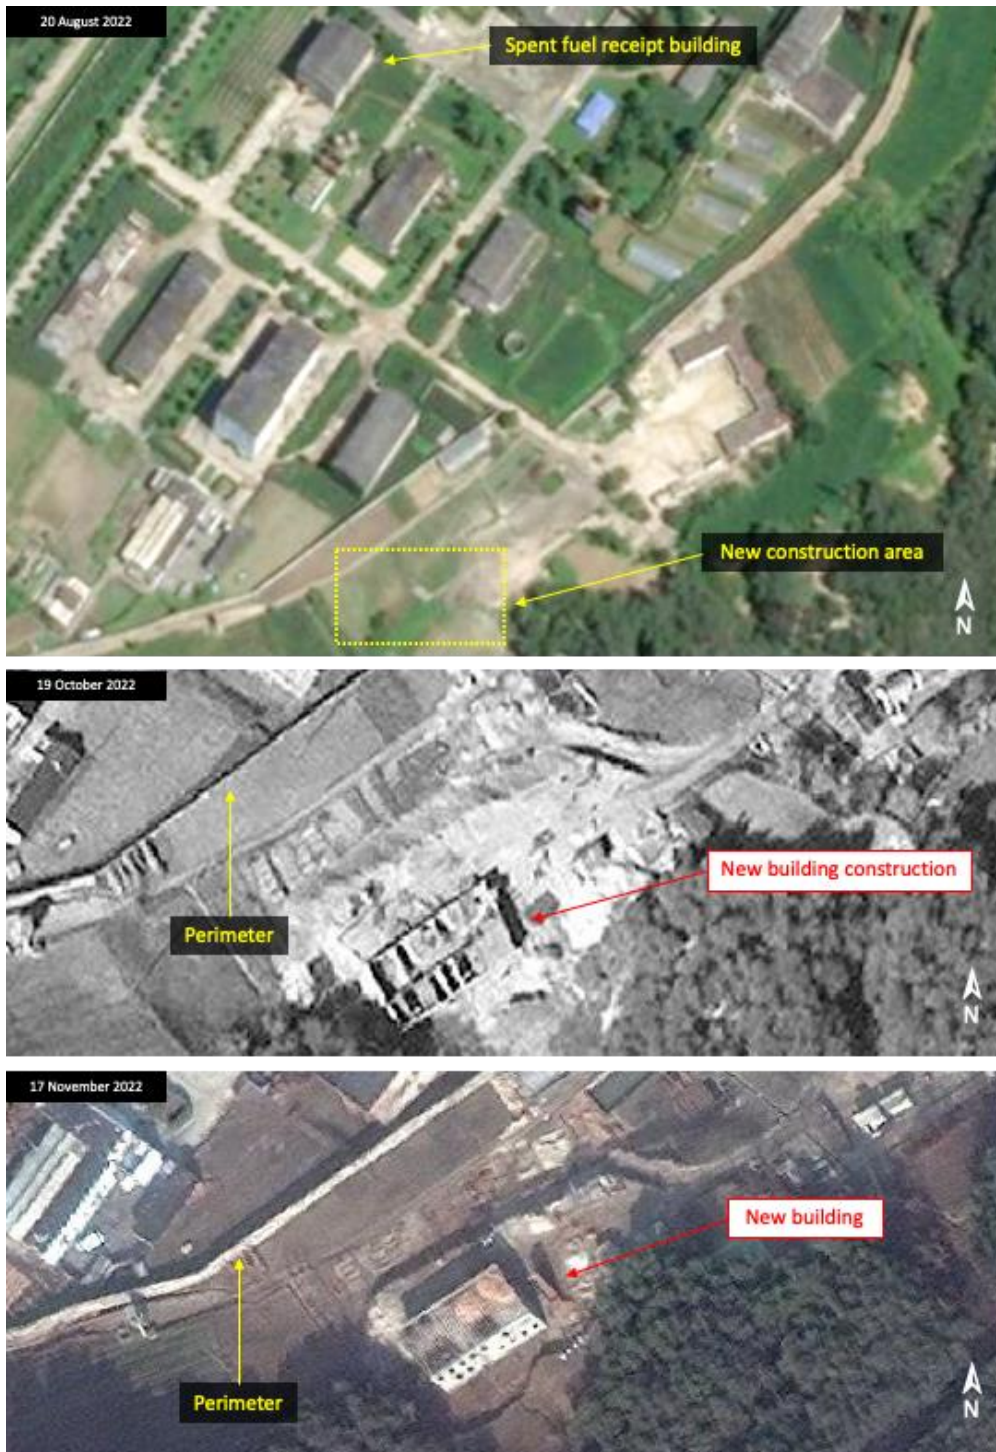 20 August 2022
Spent fuel receipt building
New construction area
N
19 October 2022
New building construction
Perimeter
N
17 November 2022
New building
Perimeter
N